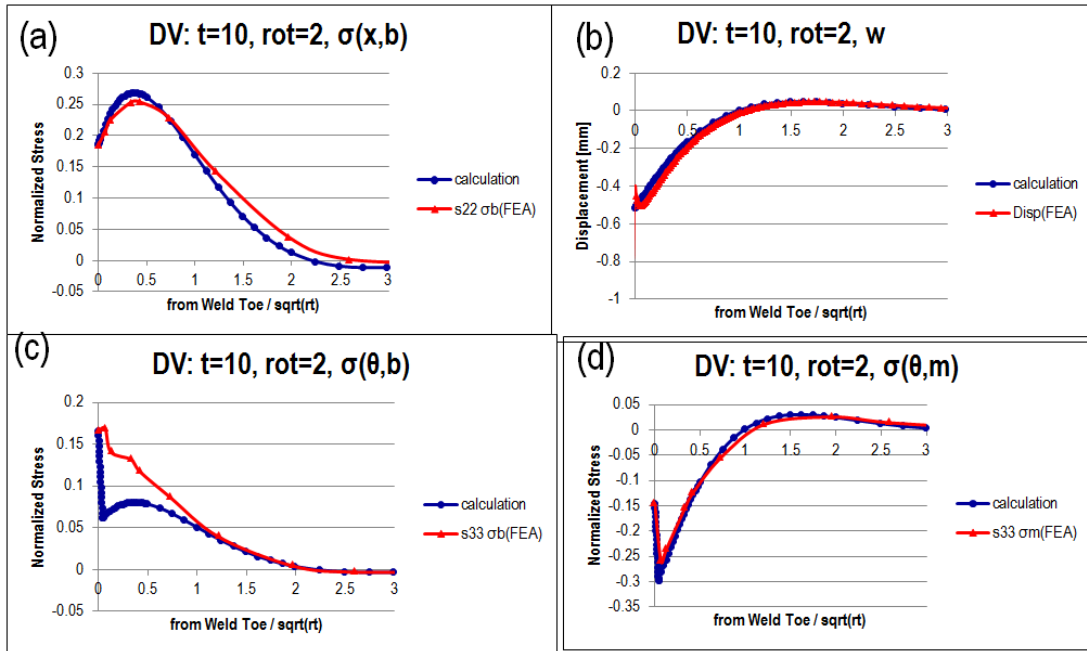 (a)
DV: t=10, rot=2, σ(x,b)
Normalized Stress
0.3
0.25
0.2
0.15
0.1
0.05
0
-0.05
0
0.5
1
1.5
2
2.5
3
from Weld Toe / sqrt(rt)
calculation
s22 σb(FEA)
(b)
DV: t=10, rot=2, w
Displacement [mm]
0.2
0
-0.2
-0.4
-0.6
-0.8
-1
0
0.5
1
1.5
2
2.5
3
from Weld Toe / sqrt(rt)
calculation
Disp(FEA)
(c)
DV: t=10, rot=2, σ(θ,b)
Normalized Stress
0.2
0.15
0.1
0.05
0
-0.05
0
0.5
1
1.5
2
2.5
3
from Weld Toe / sqrt(rt)
calculation
s33 σb(FEA)
(d)
DV: t=10, rot=2, σ(θ,m)
Normalized Stress
0.05
0
-0.05
-0.1
-0.15
-0.2
-0.25
-0.3
-0.35
0
0.5
1
1.5
2
2.5
3
from Weld Toe / sqrt(rt)
calculation
s33 σm(FEA)